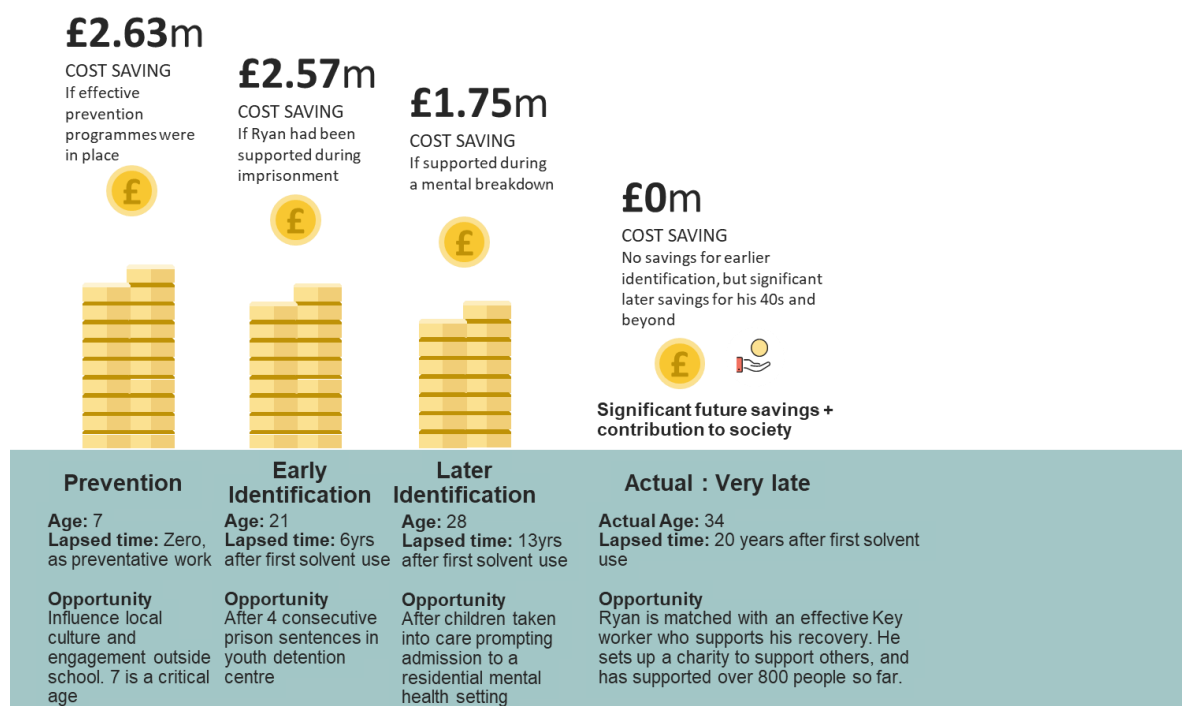 £2.63m
COST SAVING
If effective
prevention
programmes were
in place
£
£2.57m
COST SAVING
If Ryan had been
supported during
imprisonment
£
£1.75m
COST SAVING
If supported during
a mental breakdown
£
£0m
COST SAVING
No savings for earlier
identification, but significant
later savings for his 40s and
beyond
£
Significant future savings +
contribution to society
Prevention
Age: 7
Lapsed time: Zero,
as preventative work
Opportunity
Influence local
culture and
engagement outside
school. 7 is a critical
age
Early
Identification
Age: 21
Lapsed time: 6yrs
after first solvent use
Opportunity
After 4 consecutive
prison sentences in
youth detention
centre
Later
Identification
Age: 28
Lapsed time: 13yrs
after first solvent use
Opportunity
After children taken
into care prompting
admission to a
residential mental
health setting
Actual : Very late
Actual Age: 34
Lapsed time: 20 years after first solvent
use
Opportunity
Ryan is matched with an effective Key
worker who supports his recovery. He
sets up a charity to support others, and
has supported over 800 people so far.